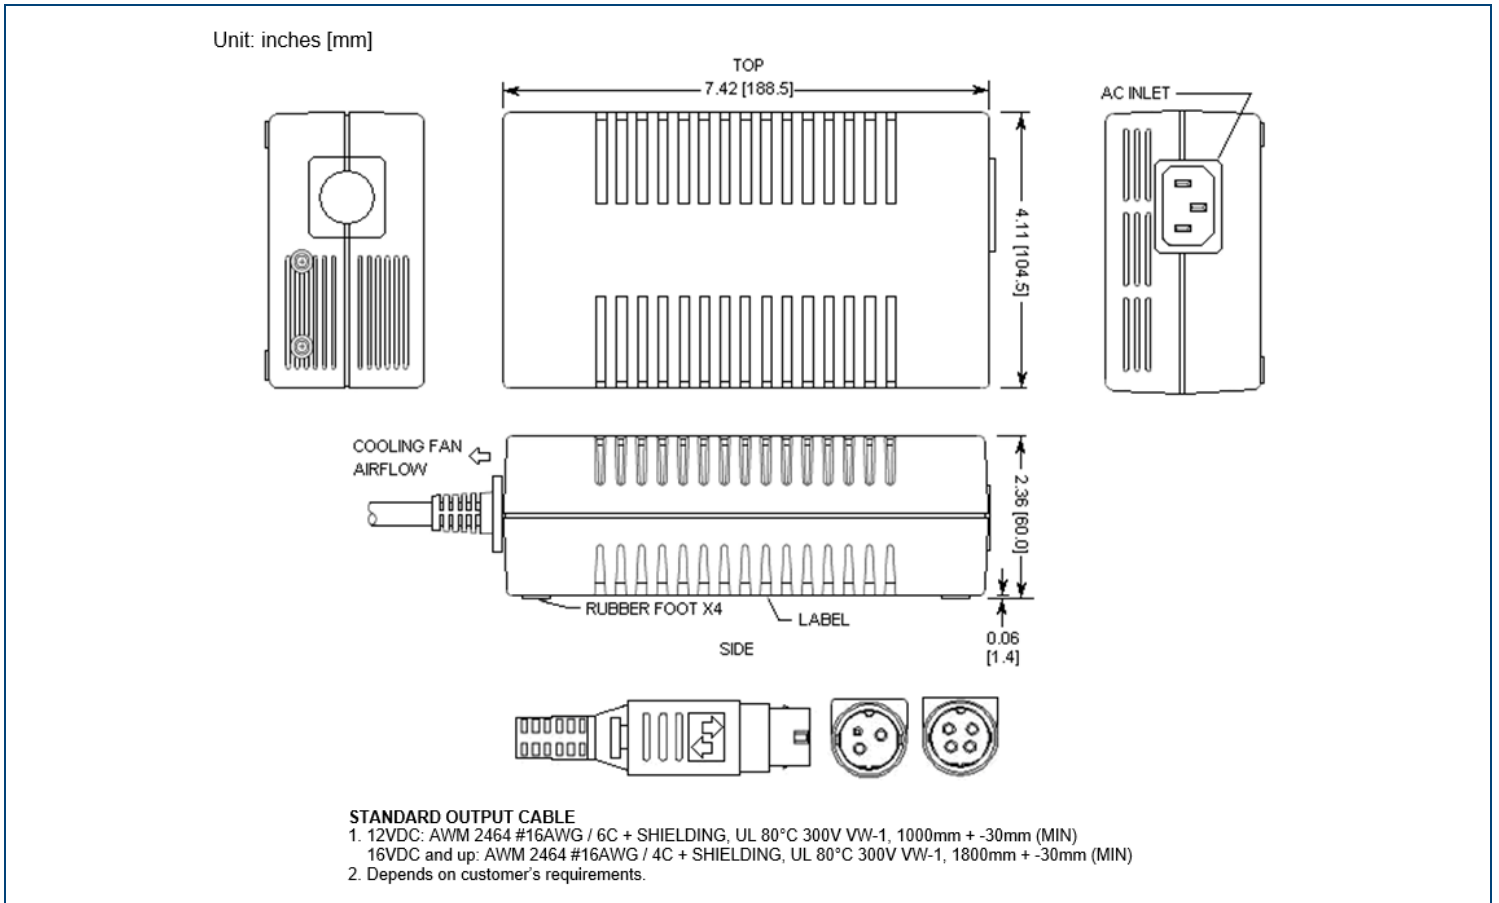 Unit: inches [mm]
TOP
7.42 [188.5]
AC INLET
4.11 [104.5]
COOLING FAN
AIRFLOW
2.36 [60.0]
RUBBER FOOT X4
LABEL
0.06
[1.4]
SIDE
STANDARD OUTPUT CABLE
1. 12VDC: AWM 2464 #16AWG / 6C + SHIELDING, UL 80°C 300V VW-1, 1000mm + -30mm (MIN)
16VDC and up: AWM 2464 #16AWG / 4C + SHIELDING, UL 80°C 300V VW-1, 1800mm + -30mm (MIN)
2. Depends on customer’s requirements.